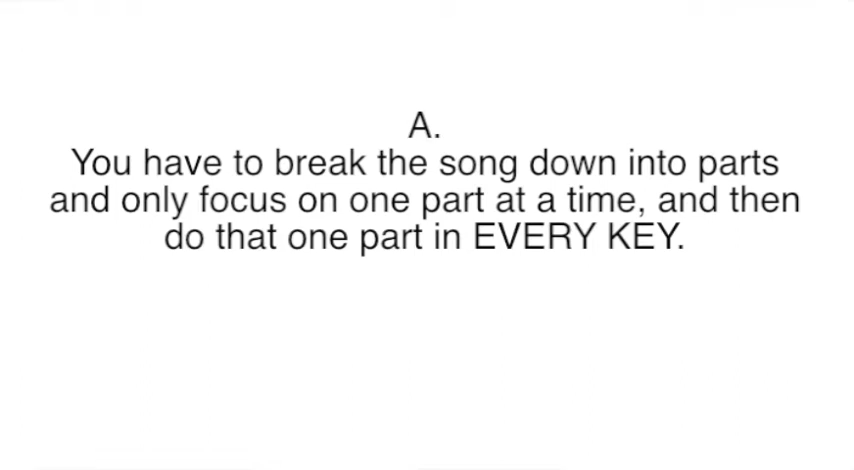 A.
You have to break the song down into parts
and only focus on one part at a time, and then
do that one part in EVERY KEY.